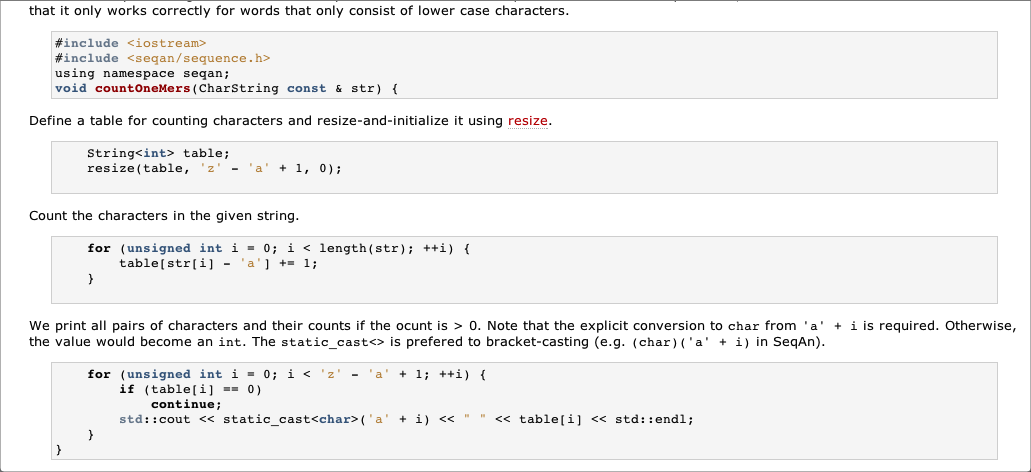 that it only works correctly for words that only consist of lower case characters.
#include <iostream>
#include <seqan/sequence.h>
using namespace seqan;
void countOneMers(CharString const & str) {
Define a table for counting characters and resize-and-initialize it using resize.
    String<int> table;
    resize(table, 'z' - 'a' + 1, 0);
Count the characters in the given string.
    for (unsigned int i = 0; i < length(str); ++i) {
        table[str[i] - 'a'] += 1;
    }
We print all pairs of characters and their counts if the ocunt is > 0. Note that the explicit conversion to char from 'a' + i is required. Otherwise,
the value would become an int. The static_cast<> is prefered to bracket-casting (e.g. (char)('a' + i) in SeqAn).
    for (unsigned int i = 0; i < 'z' - 'a' + 1; ++i) {
        if (table[i] == 0)
            continue;
        std::cout << static_cast<char>('a' + i) << " " << table[i] << std::endl;
    }
}